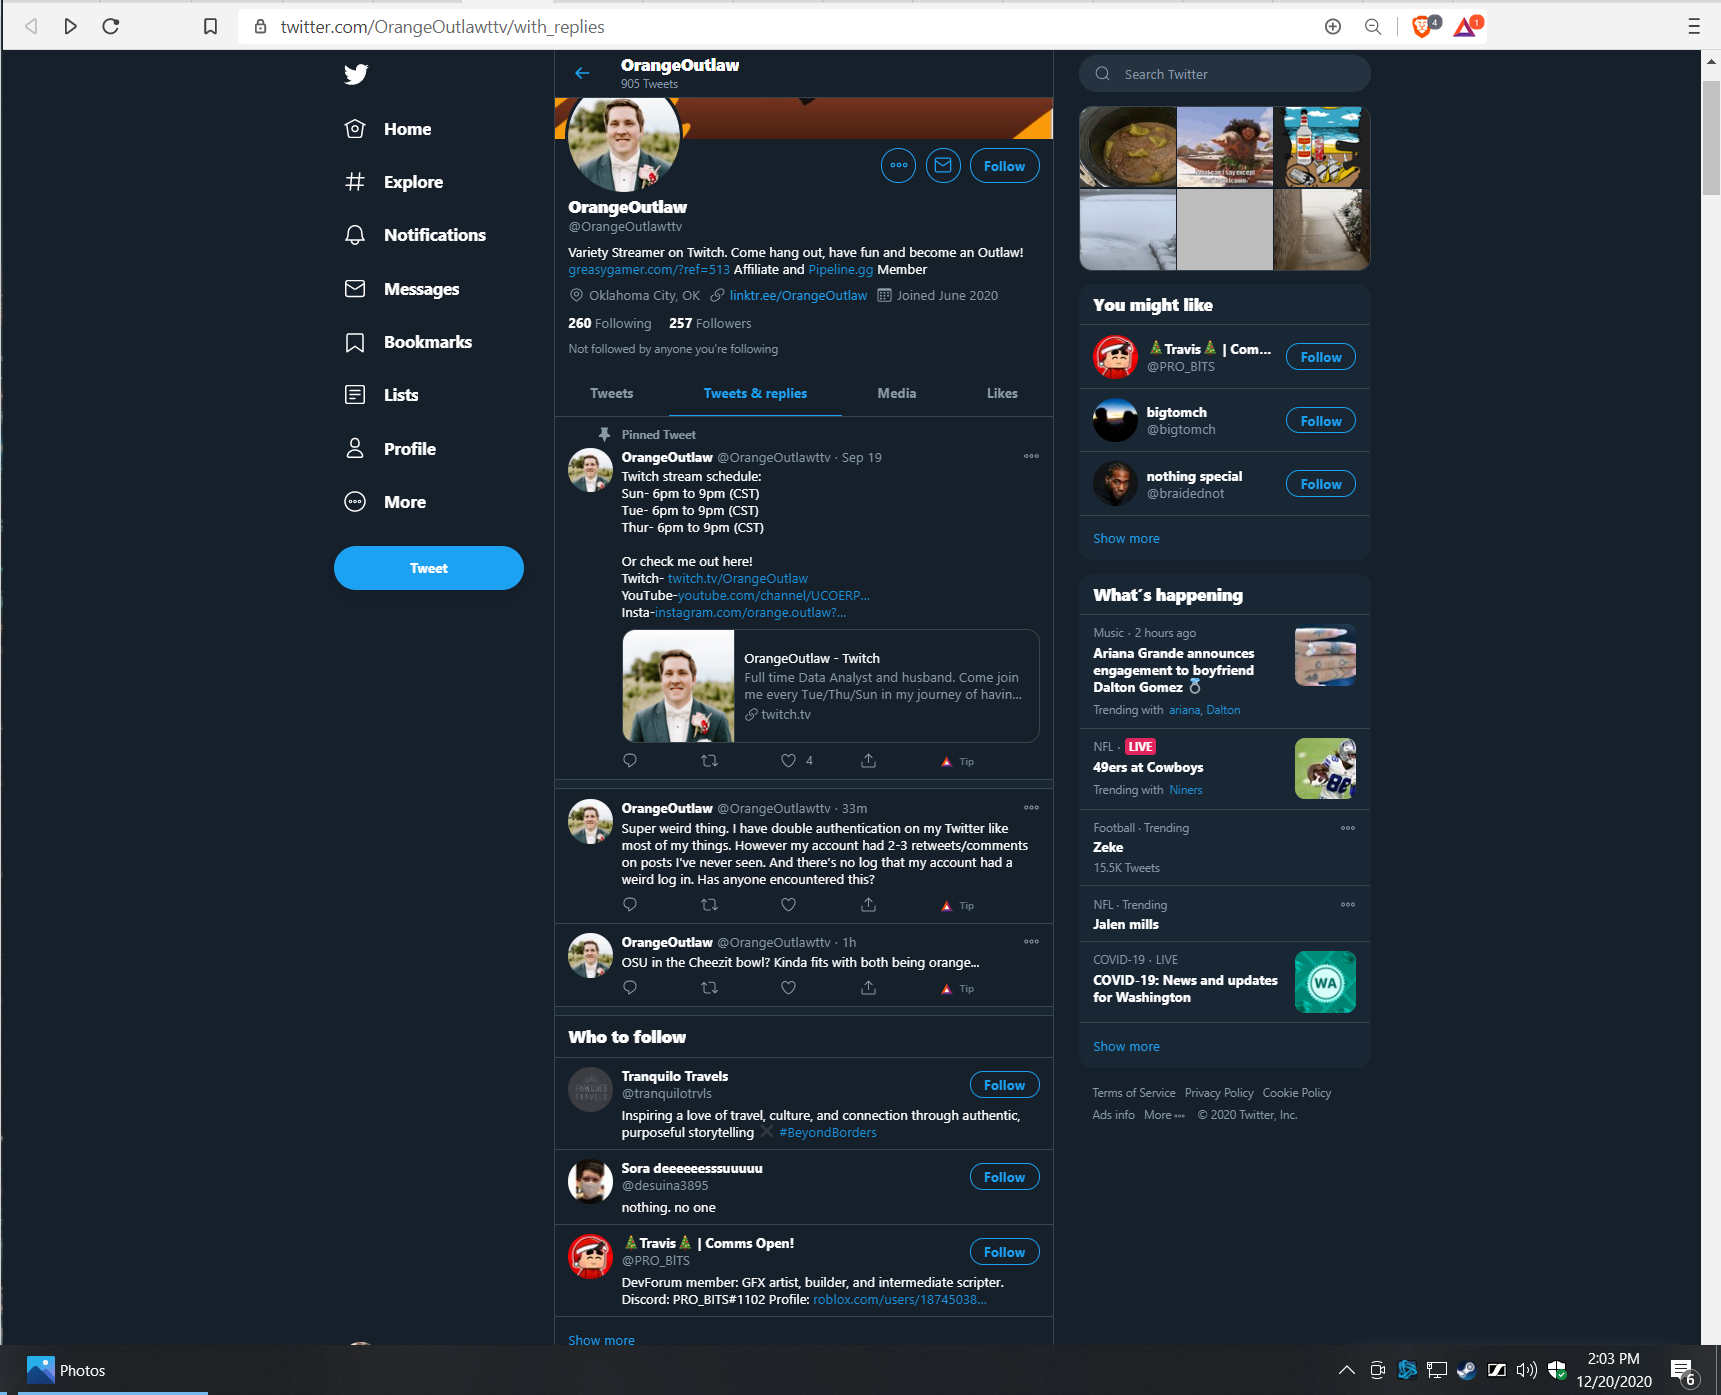 twitter.com/OrangeOutlawttv/with_replies
4
1
Home
Explore
Notifications
Messages
Bookmarks
Lists
Profile
More
Tweet
OrangeOutlaw
905 Tweets
Follow
OrangeOutlaw
@OrangeOutlawttv
Variety Streamer on Twitch. Come hang out, have fun and become an Outlaw!
greasygamer.com/?ref=513 Affiliate and Pipeline.gg Member
Oklahoma City, OK linktr.ee/OrangeOutlaw Joined June 2020
260 Following 257 Followers
Not followed by anyone you're following
Tweets Tweets & replies Media Likes
Pinned Tweet
OrangeOutlaw @OrangeOutlawttv · Sep 19
Twitch stream schedule:
Sun- 6pm to 9pm (CST)
Tue- 6pm to 9pm (CST)
Thur- 6pm to 9pm (CST)
Or check me out here!
Twitch- twitch.tv/OrangeOutlaw
YouTube-youtube.com/channel/UCOERP...
Insta-instagram.com/orange.outlaw?...
OrangeOutlaw - Twitch
Full time Data Analyst and husband. Come join
me every Tue/Thu/Sun in my journey of havin...
twitch.tv
4 Tip
OrangeOutlaw @OrangeOutlawttv · 33m
Super weird thing. I have double authentication on my Twitter like
most of my things. However my account had 2-3 retweets/comments
on posts I've never seen. And there's no log that my account had a
weird log in. Has anyone encountered this?
Tip
OrangeOutlaw @OrangeOutlawttv · 1h
OSU in the Cheezit bowl? Kinda fits with both being orange...
Tip
Who to follow
Tranquilo Travels
@tranquilotrvls
Follow
Inspiring a love of travel, culture, and connection through authentic,
purposeful storytelling #BeyondBorders
Sora deeeeeesssuuuuu
@desuina3895
Follow
nothing. no one
Travis | Comms Open!
@PRO_BlTS
Follow
DevForum member: GFX artist, builder, and intermediate scripter.
Discord: PRO_BITS#1102 Profile: roblox.com/users/18745038...
Show more
Search Twitter
You might like
Travis | Com...
@PRO_BlTS
Follow
bigtomch
@bigtomch
Follow
nothing special
@braidednot
Follow
Show more
What's happening
Music · 2 hours ago
Ariana Grande announces
engagement to boyfriend
Dalton Gomez
Trending with ariana, Dalton
NFL · LIVE
49ers at Cowboys
Trending with Niners
Football · Trending
Zeke
15.5K Tweets
NFL · Trending
Jalen mills
COVID-19 · LIVE
COVID-19: News and updates
for Washington
WA
Show more
Terms of Service Privacy Policy Cookie Policy
Ads info More ··· © 2020 Twitter, Inc.
Photos
2:03 PM
12/20/2020
6